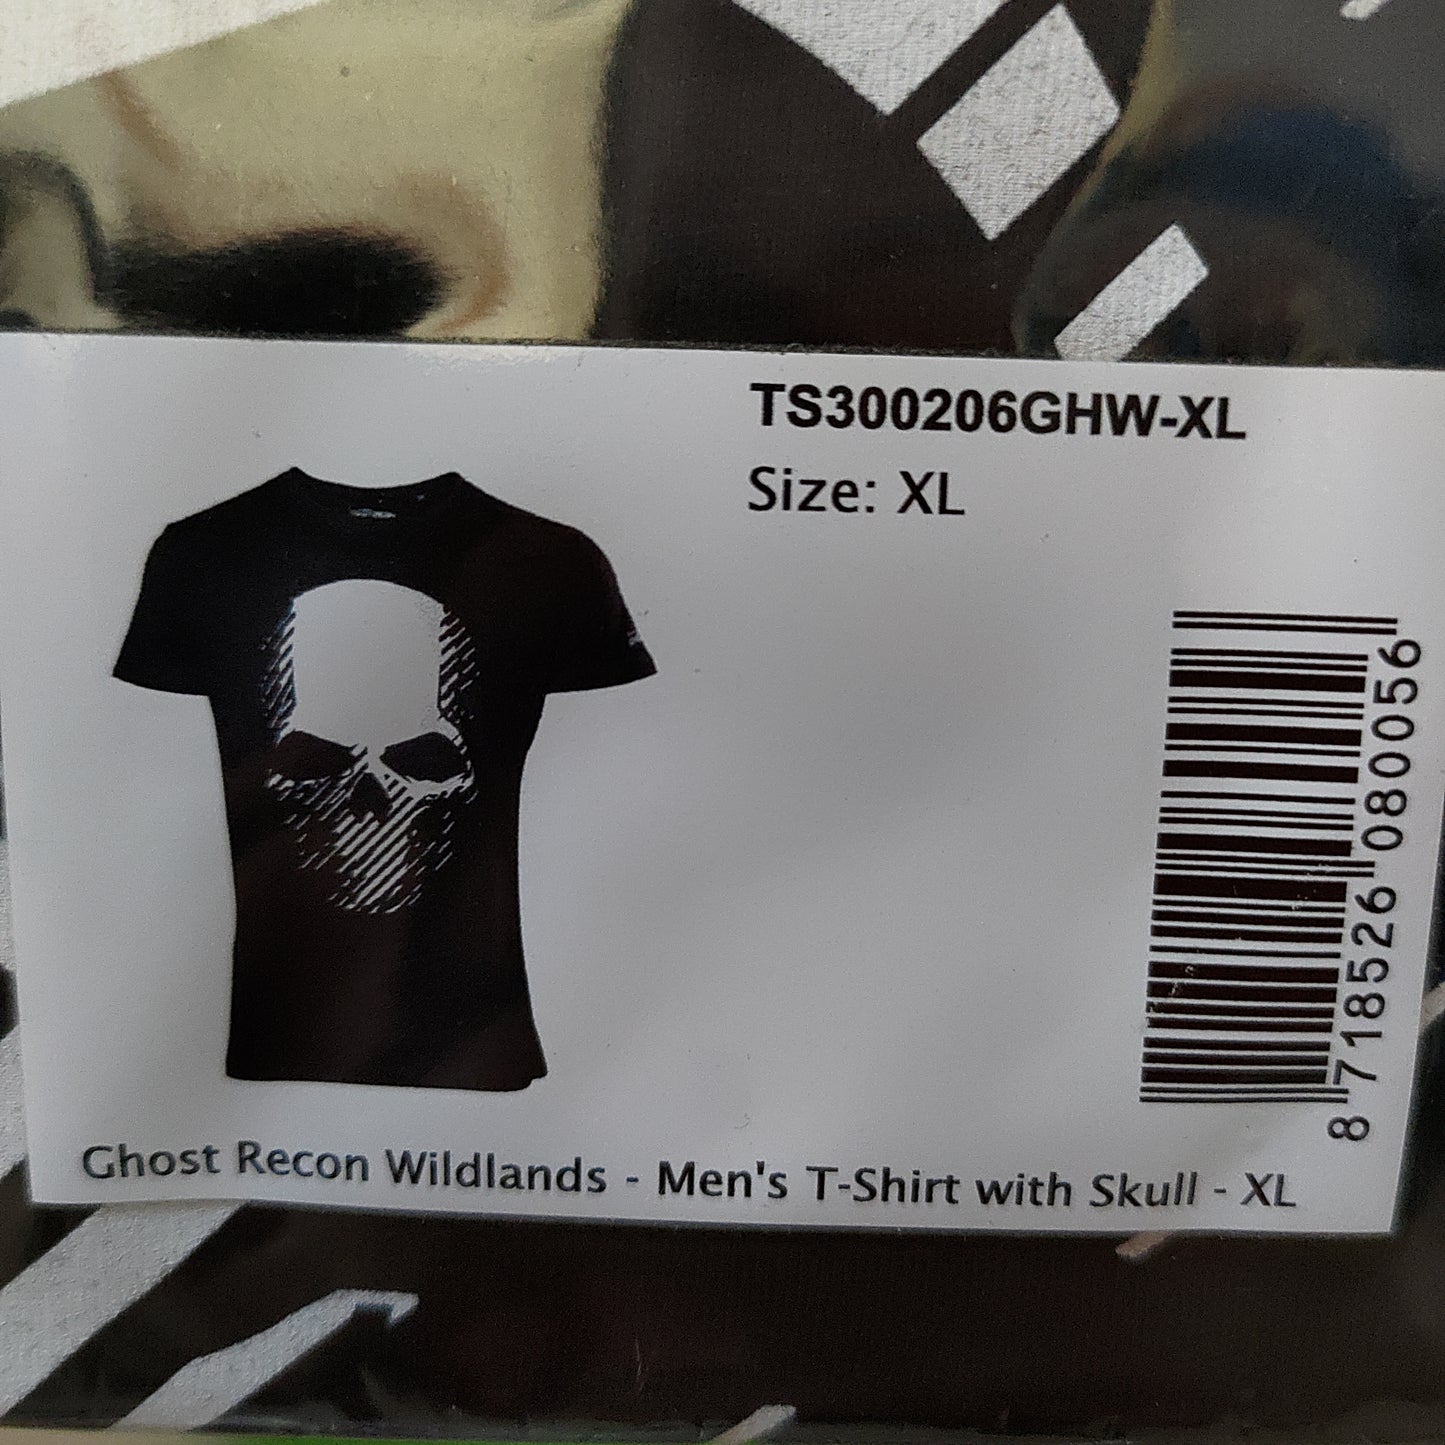 TS300206GHW-XL
Size: XL
8 718526 080056
Ghost Recon Wildlands - Men's T-Shirt with Skull - XL